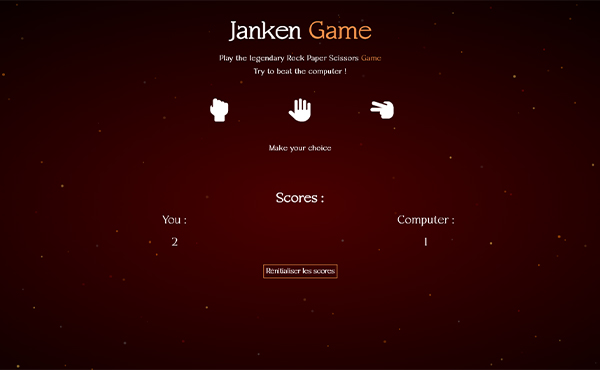 Janken Game
Play the legendary Rock Paper Scissors Game
Try to beat the computer !
Make your choice
Scores :
You :
Computer :
2
1
Rénitialiser les scores